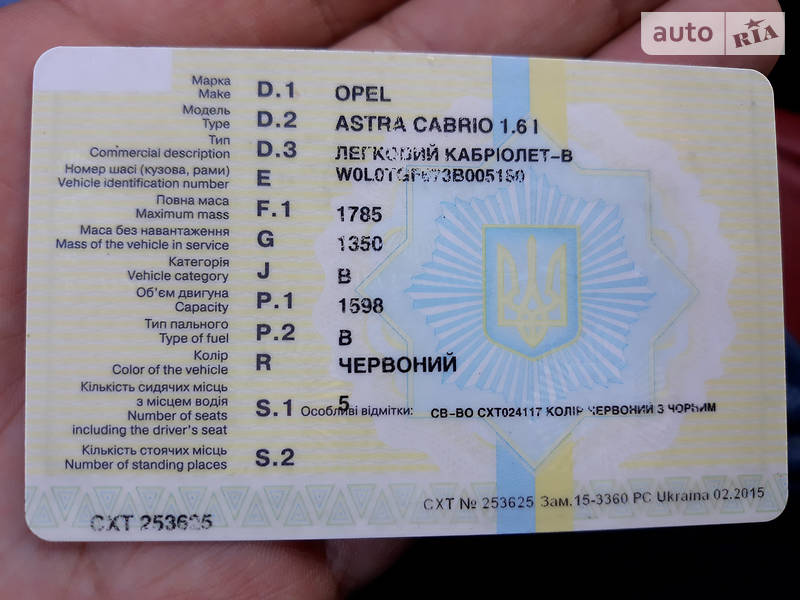 auto RIA
Марка
Make D.1 OPEL
Модель
Type D.2 ASTRA CABRIO 1.6 I
Тип
Commercial description D.3 ЛЕГКОВИЙ КАБРІОЛЕТ-В
Номер шасі (кузова, рами)
Vehicle identification number E
Повна маса
Maximum mass F.1 1785
Маса без навантаження
Mass of the vehicle in service G 1350
Категорія
Vehicle category J B
Об'єм двигуна
Capacity P.1 1598
Тип пального
Type of fuel P.2 B
Колір
Color of the vehicle R ЧЕРВОНИЙ
Кількість сидячих місць
з місцем водія
Number of seats S.1 5
including the driver's seat
Особливі відмітки: СВ-ВО СХТ024117 КОЛІР ЧЕРВОНИЙ З ЧОРНИМ
Кількість стоячих місць
Number of standing places S.2
СХТ № 253625 Зам.15-3360 РС Ukraina 02.2015
СХТ 253625